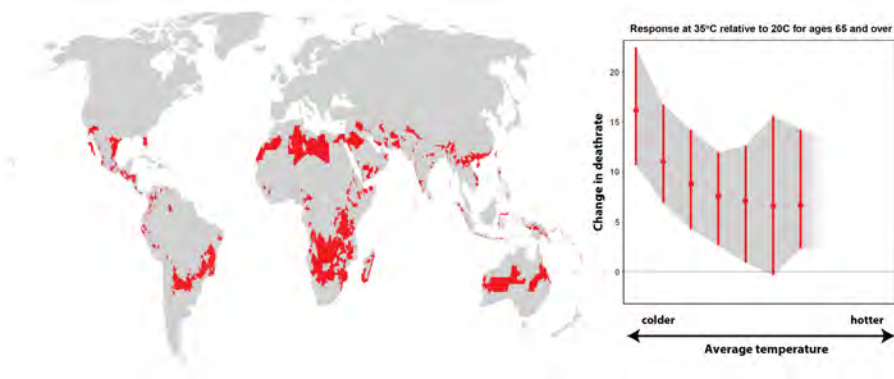 Response at 35°C relative to 20C for ages 65 and over
Change in deathrate
20
15
10
5
0
colder
hotter
Average temperature